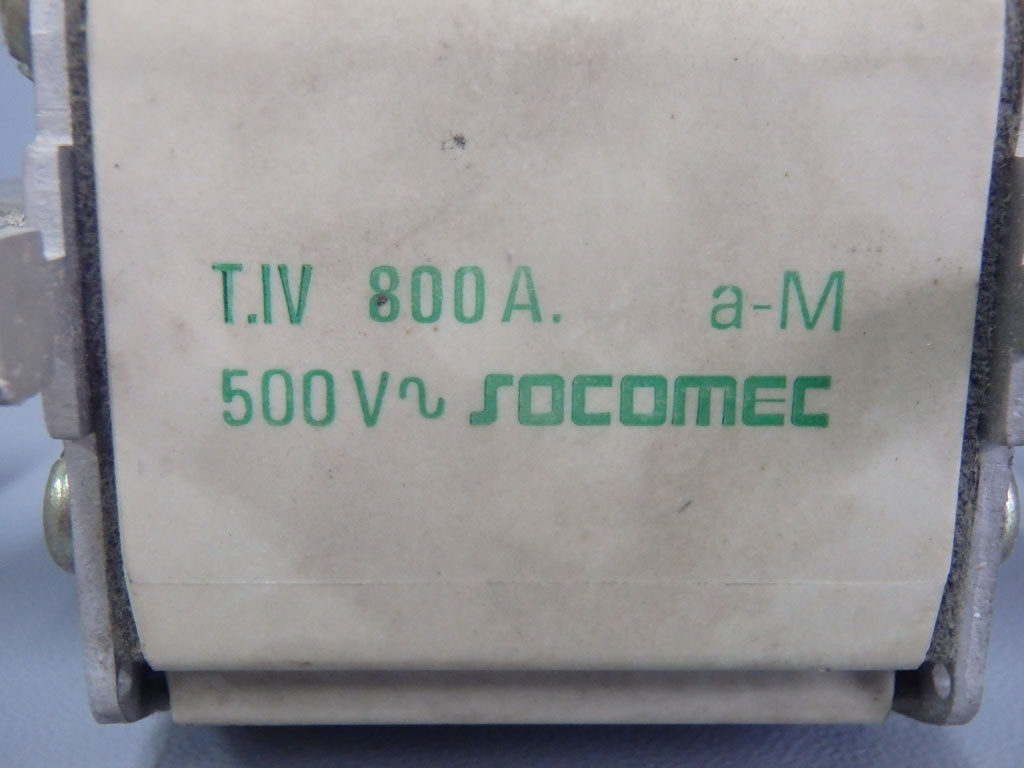 T.IV 800 A. a-M
500 V ∿ SOCOMEC